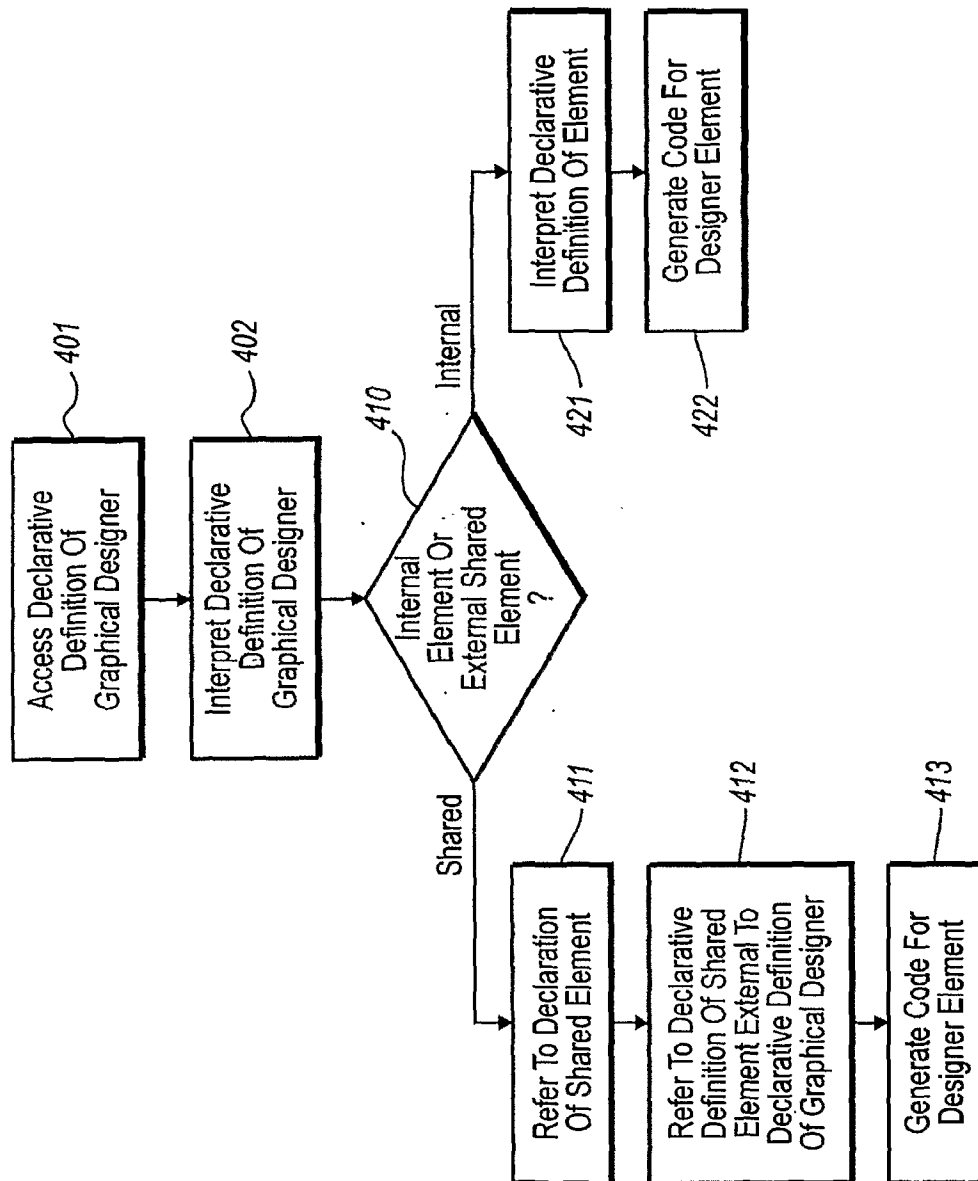 Access Declarative
Definition Of
Graphical Designer
401
Interpret Declarative
Definition Of
Graphical Designer
402
Internal
Element Or
External Shared
Element
?
410
Shared
Internal
Refer To Declaration
Of Shared Element
411
Refer To Declarative
Definition Of Shared
Element External To
Declarative Definition
Of Graphical Designer
412
Generate Code For
Designer Element
413
Interpret Declarative
Definition Of Element
421
Generate Code For
Designer Element
422